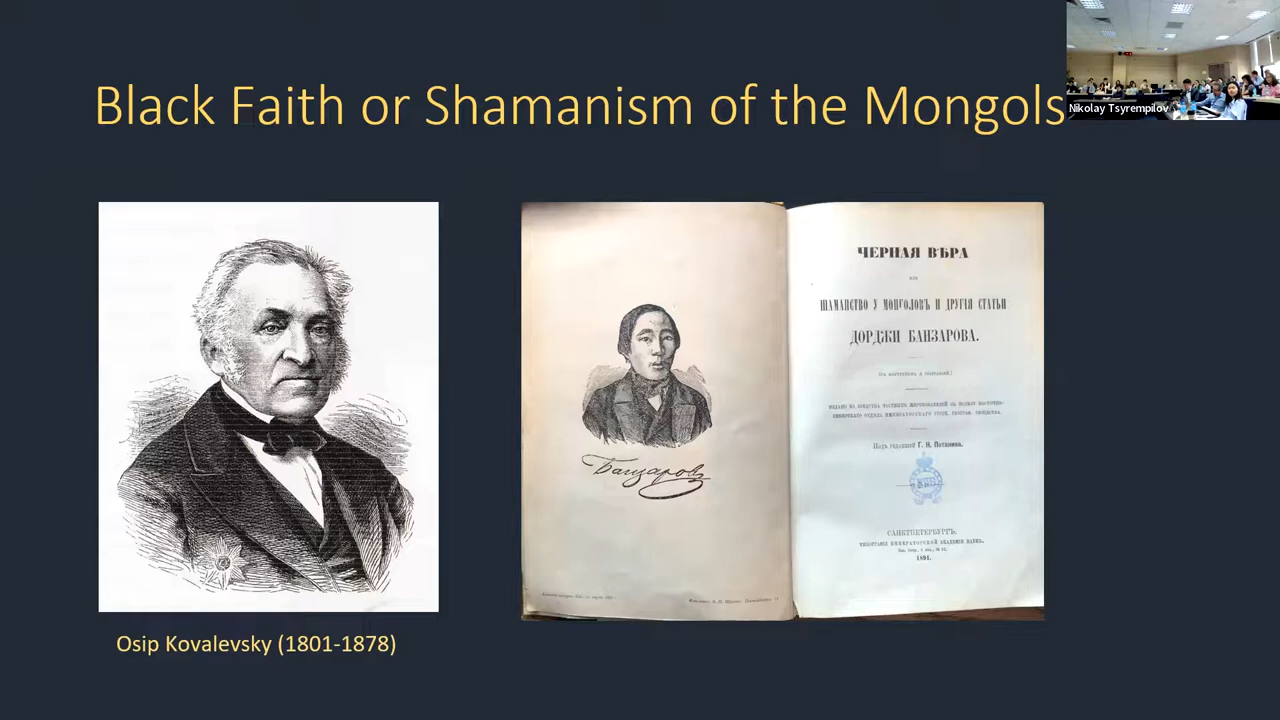 Black Faith or Shamanism of the Mongols
Nikolay Tsyrempilov
Банзаровъ
ЧЕРНАЯ ВѢРА
или
ШАМАНСТВО У МОНГОЛОВЪ И ДРУГІЯ СТАТЬИ
ДОРДЖИ БАНЗАРОВА.
Подъ редакціей Г. Н. Потанина.
САНКТПЕТЕРБУРГЪ.
ТИПОГРАФІЯ ИМПЕРАТОРСКОЙ АКАДЕМІИ НАУКЪ.
1891.
Osip Kovalevsky (1801-1878)